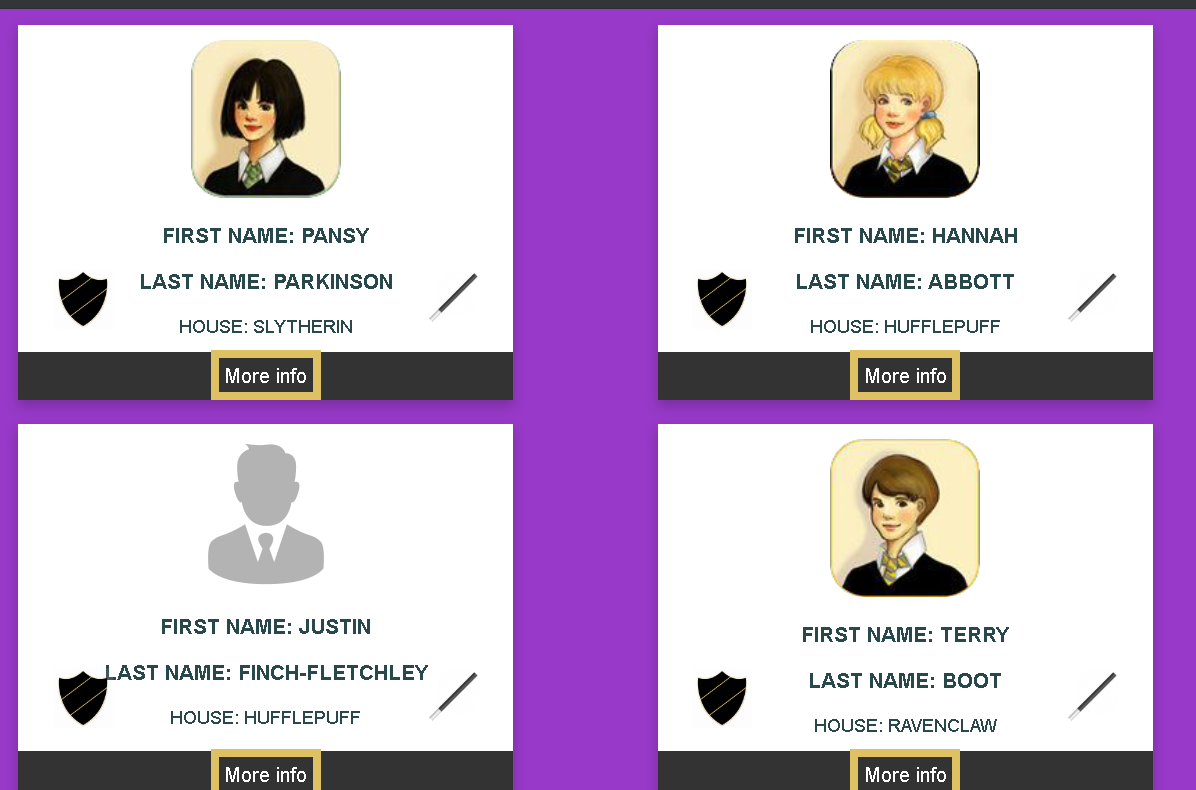 FIRST NAME: PANSY
LAST NAME: PARKINSON
HOUSE: SLYTHERIN
More info
FIRST NAME: HANNAH
LAST NAME: ABBOTT
HOUSE: HUFFLEPUFF
More info
FIRST NAME: JUSTIN
LAST NAME: FINCH-FLETCHLEY
HOUSE: HUFFLEPUFF
More info
FIRST NAME: TERRY
LAST NAME: BOOT
HOUSE: RAVENCLAW
More info